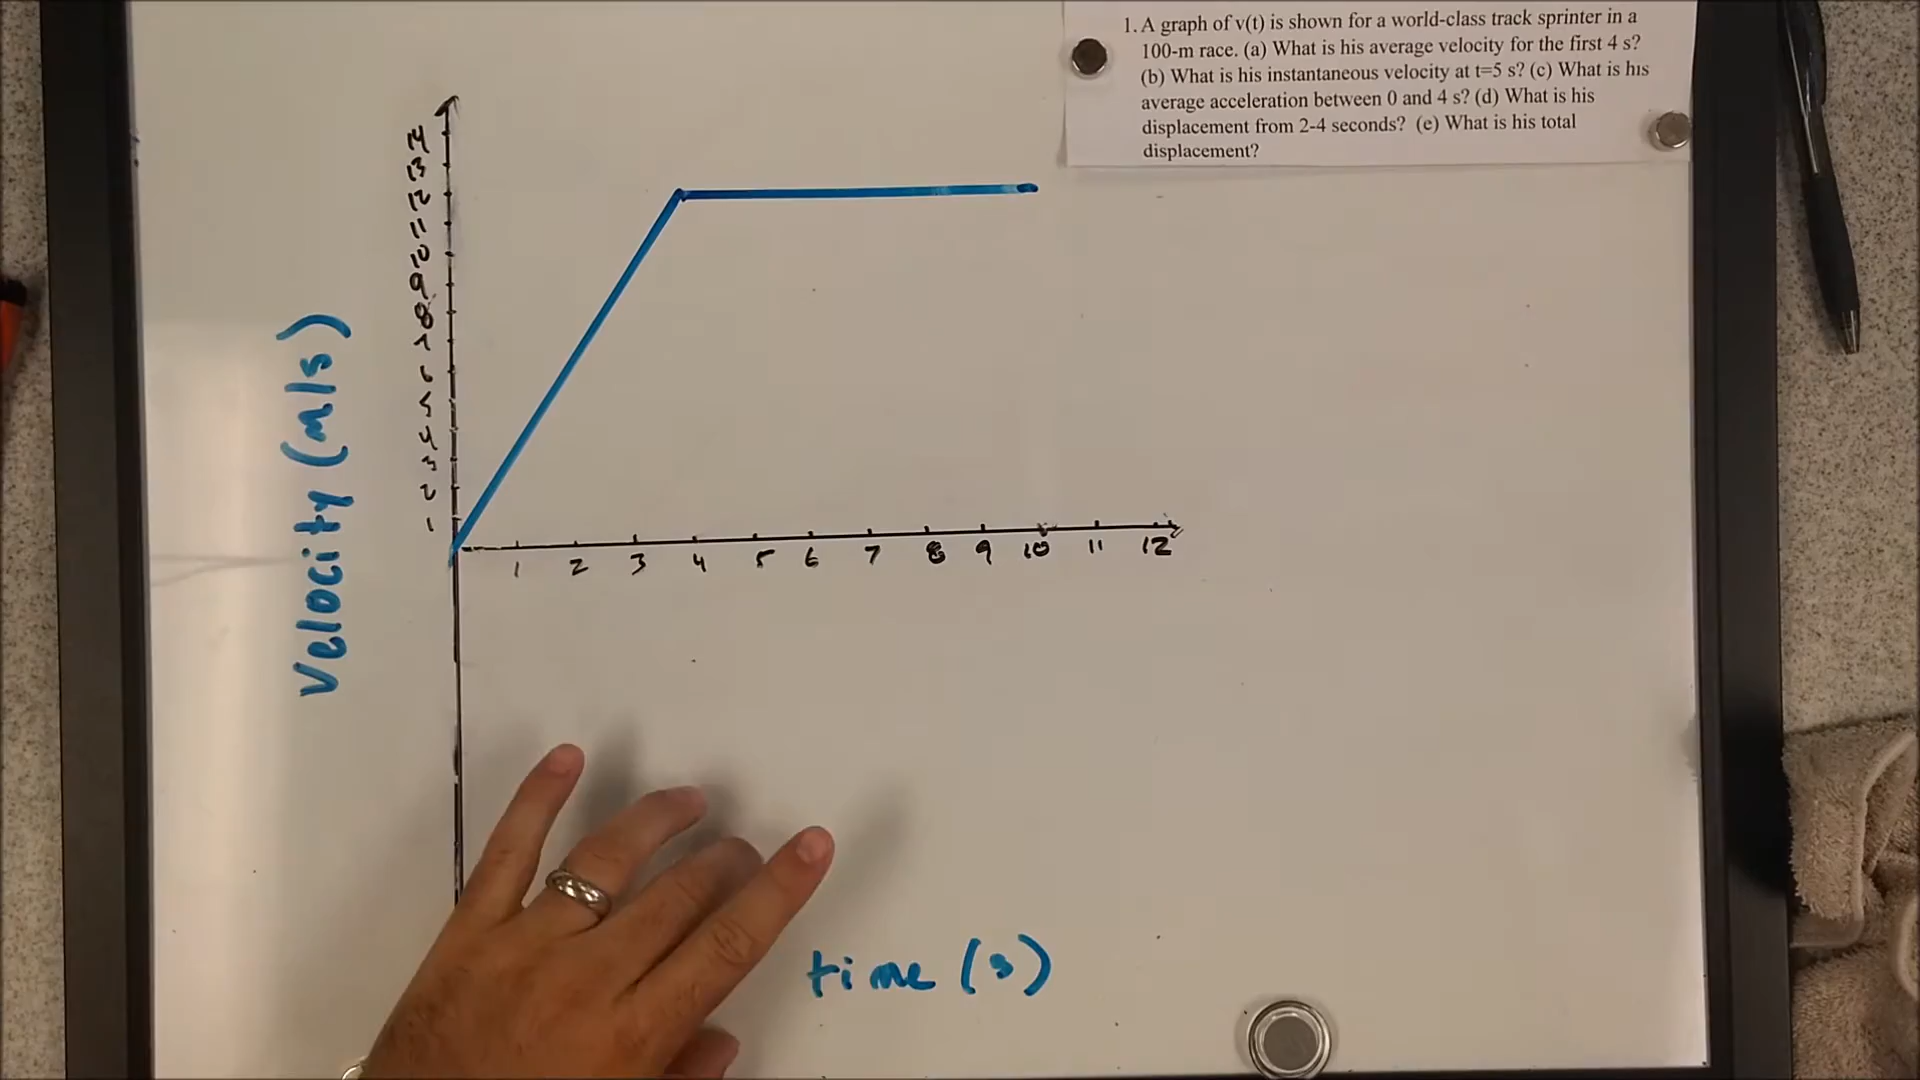 1. A graph of v(t) is shown for a world-class track sprinter in a
100-m race. (a) What is his average velocity for the first 4 s?
(b) What is his instantaneous velocity at t=5 s? (c) What is his
average acceleration between 0 and 4 s? (d) What is his
displacement from 2-4 seconds? (e) What is his total
displacement?
14
13
12
11
10
9
8
7
6
5
4
3
2
1
Velocity (m/s)
1 2 3 4 5 6 7 8 9 10 11 12
time (s)